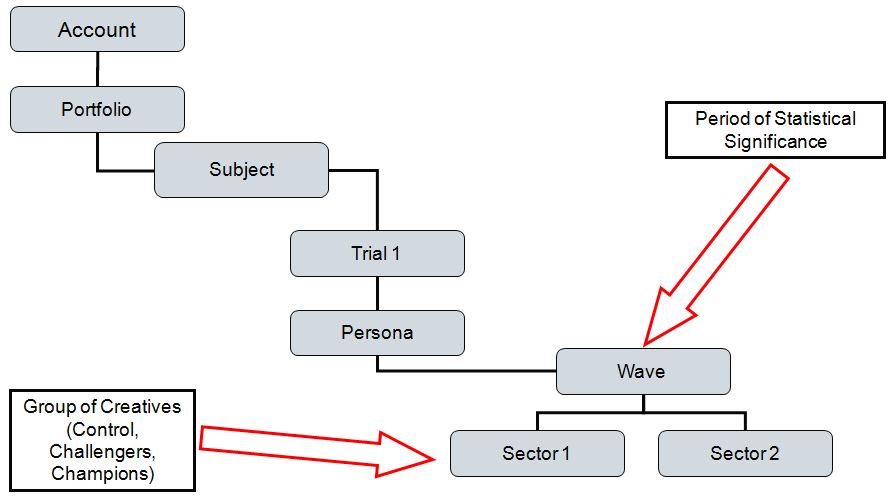 Account
Portfolio
Period of Statistical
Significance
Subject
Trial 1
Persona
Wave
Group of Creatives
(Control,
Challengers,
Champions)
Sector 1
Sector 2